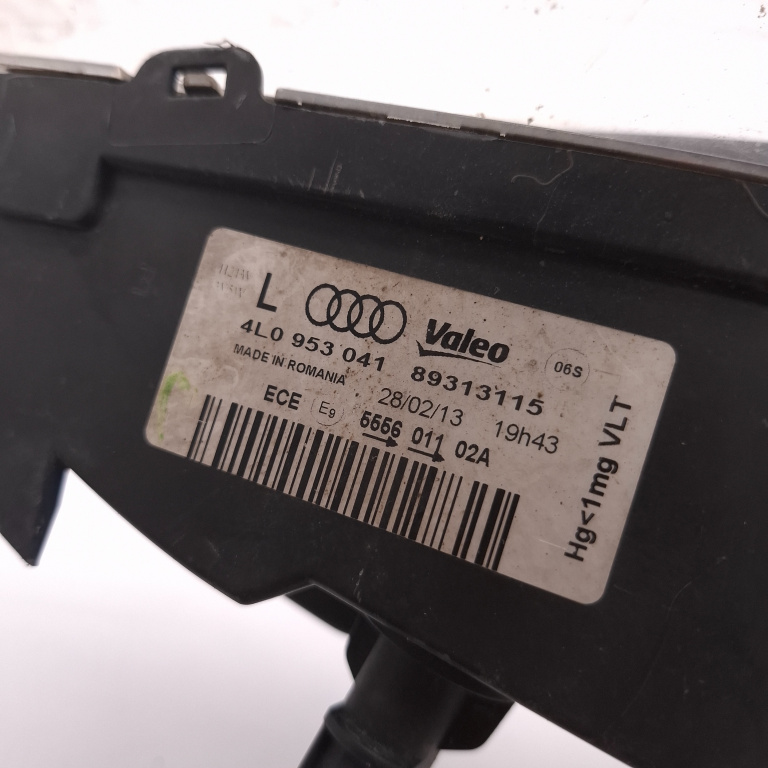 L Valeo
4L0 953 041 89313115 06S
MADE IN ROMANIA
28/02/13 19h43
ECE E9 5556 011 02A
Hg<1mg VLT